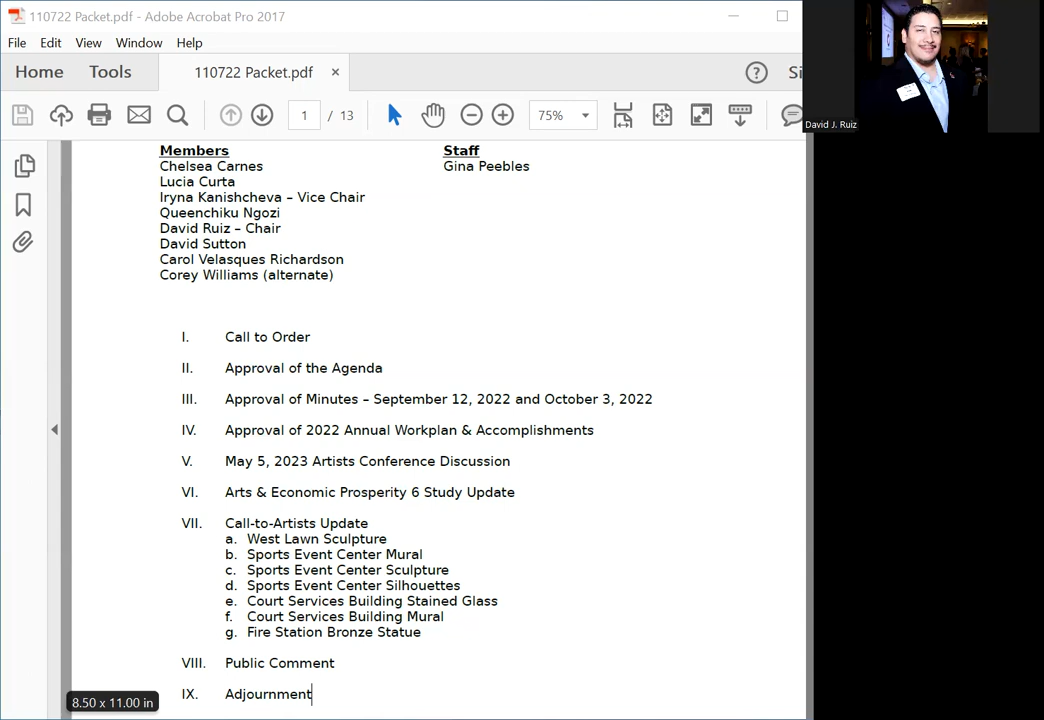 110722 Packet.pdf - Adobe Acrobat Pro 2017
File Edit View Window Help
Home Tools 110722 Packet.pdf × ? Si
1 / 13 75%
David J. Ruiz
Members Staff
Chelsea Carnes Gina Peebles
Lucia Curta
Iryna Kanishcheva – Vice Chair
Queenchiku Ngozi
David Ruiz – Chair
David Sutton
Carol Velasques Richardson
Corey Williams (alternate)
I. Call to Order
II. Approval of the Agenda
III. Approval of Minutes – September 12, 2022 and October 3, 2022
IV. Approval of 2022 Annual Workplan & Accomplishments
V. May 5, 2023 Artists Conference Discussion
VI. Arts & Economic Prosperity 6 Study Update
VII. Call-to-Artists Update
a. West Lawn Sculpture
b. Sports Event Center Mural
c. Sports Event Center Sculpture
d. Sports Event Center Silhouettes
e. Court Services Building Stained Glass
f. Court Services Building Mural
g. Fire Station Bronze Statue
VIII. Public Comment
IX. Adjournment
8.50 x 11.00 in